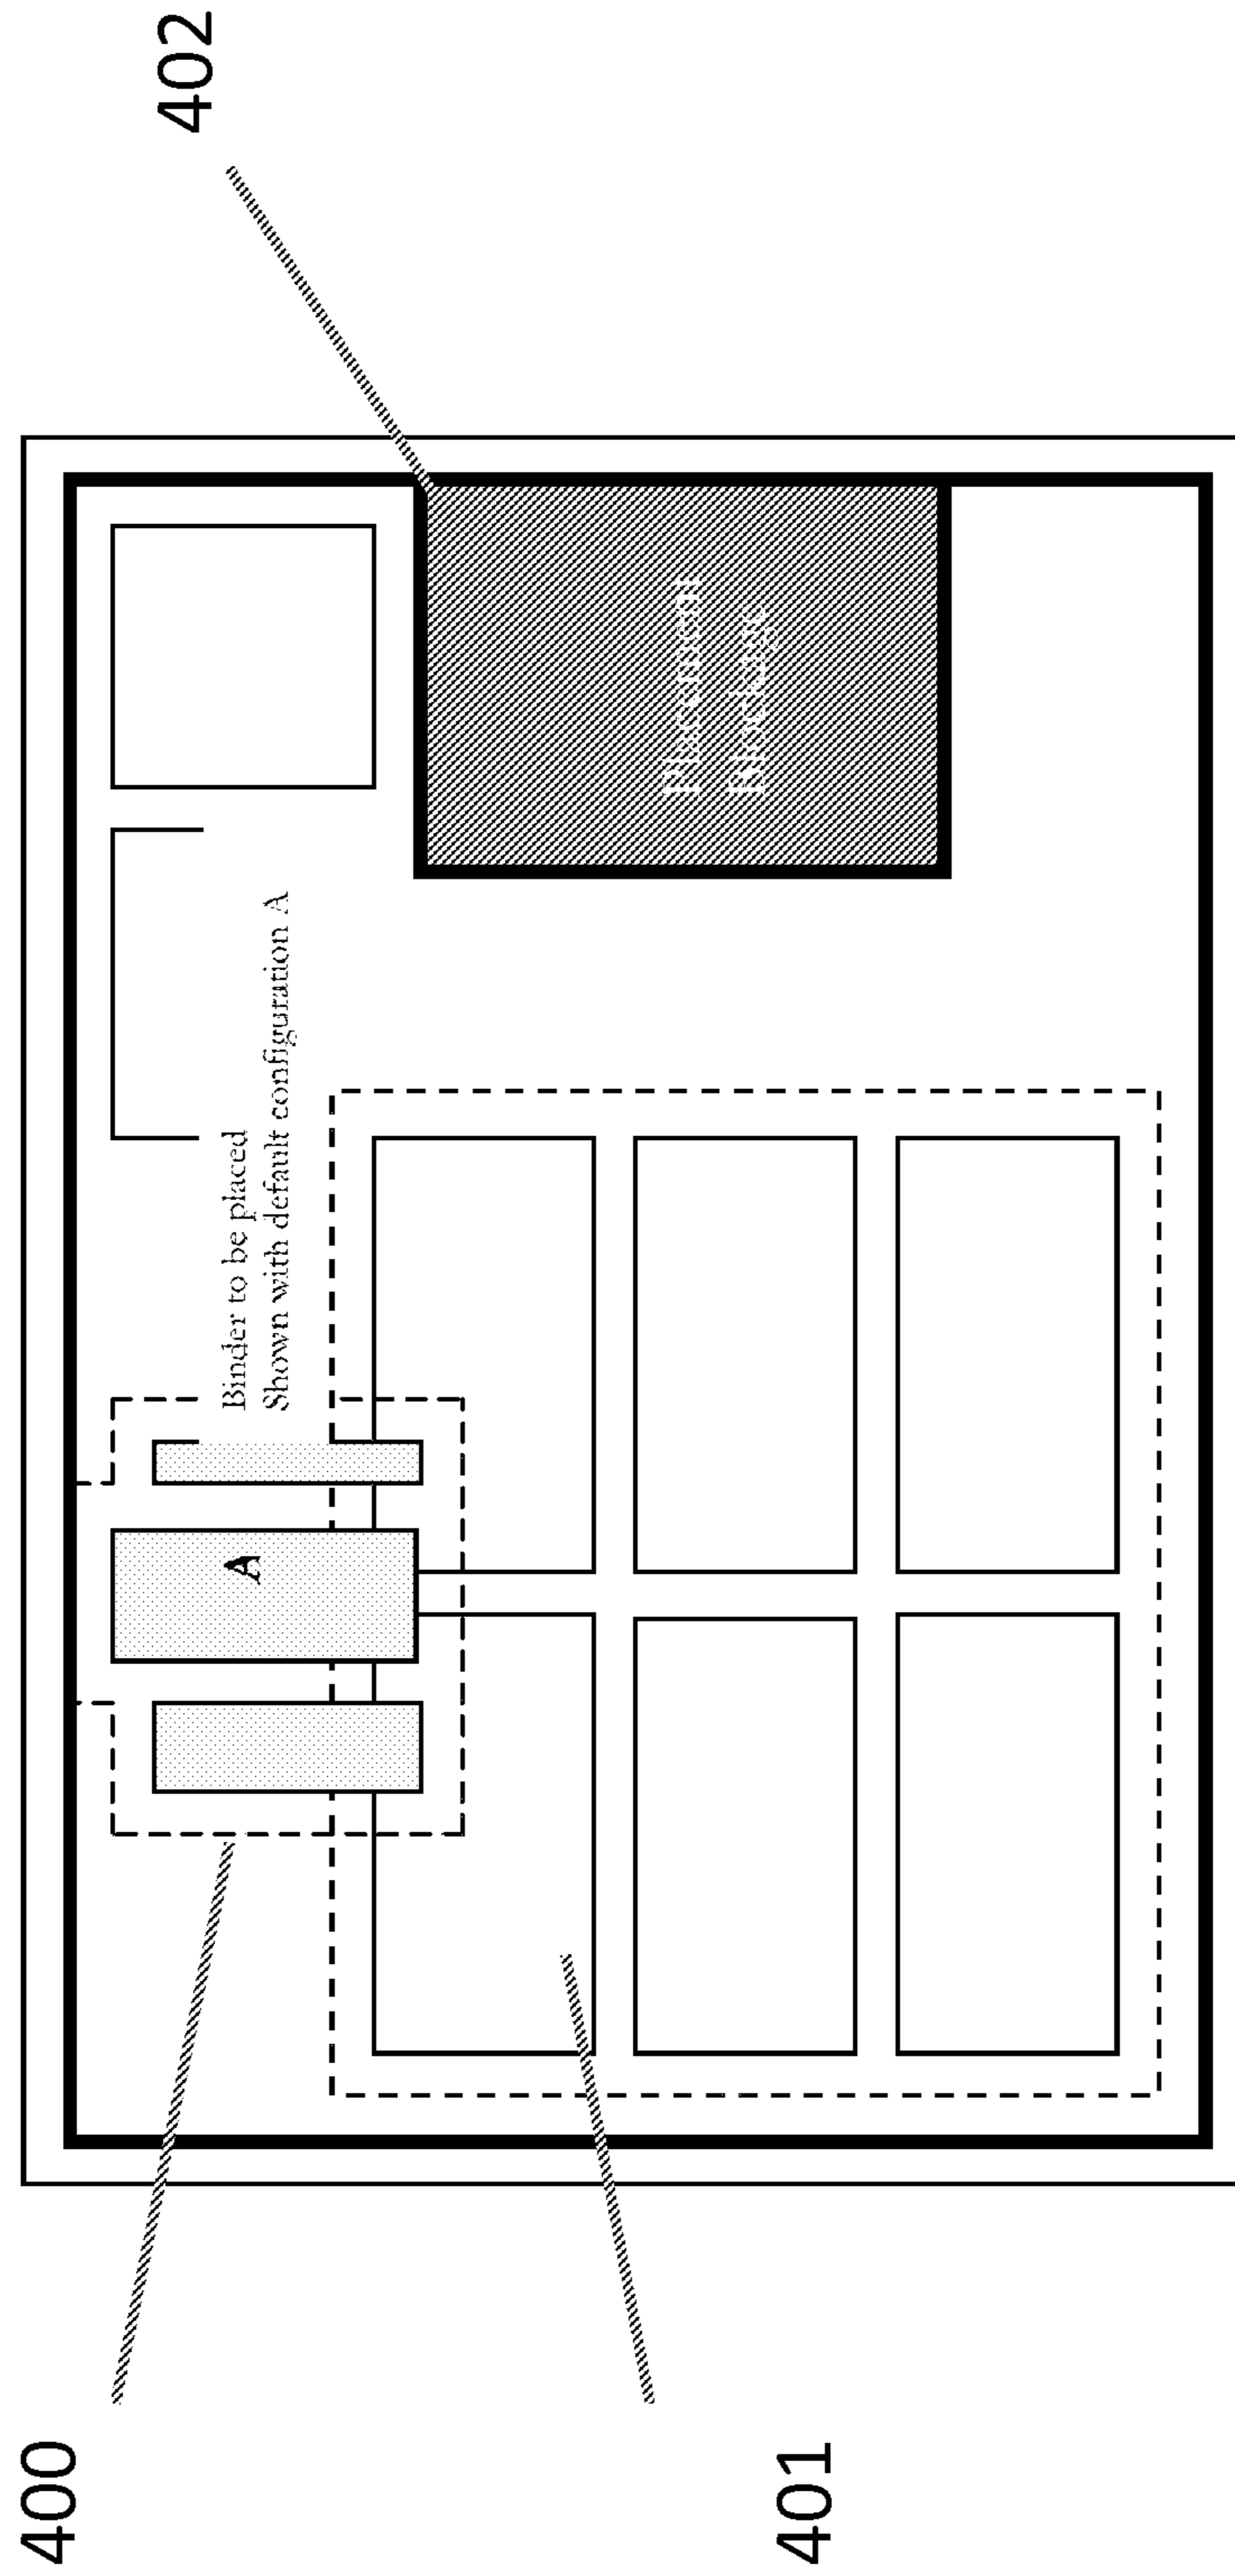 402
Placement
Blockage
Binder to be placed
Shown with default configuration A
A
400
401